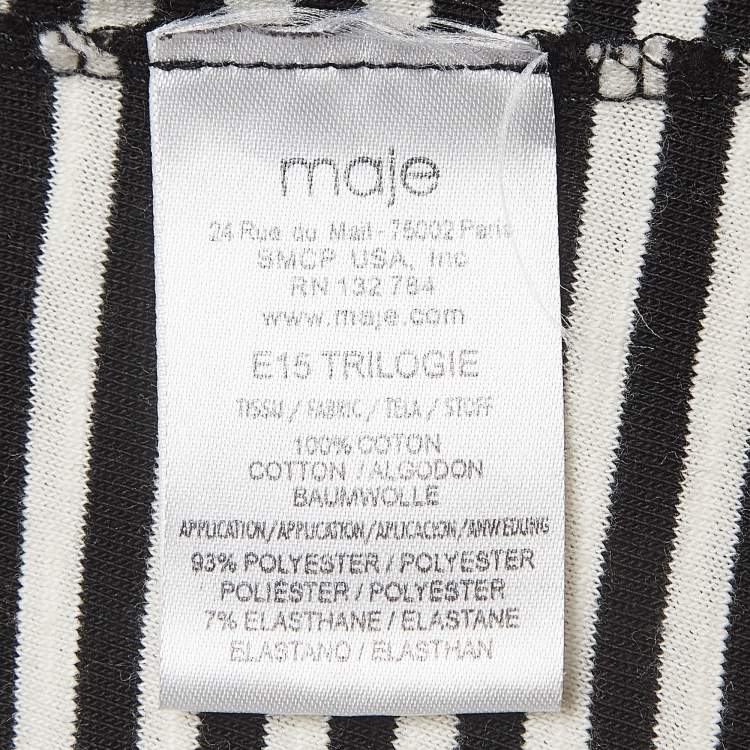 maje
24 Rue du Mail - 75002 Paris
SMCP USA, Inc
RN 132 784
www.maje.com
E15 TRILOGIE
TISSU / FABRIC / TELA / STOFF
100% COTON
COTTON / ALGODON
BAUMWOLLE
APPLICATION/APPLICATION/APLICACION/ANWEDUNG
93% POLYESTER / POLYESTER
POLIÉSTER / POLYESTER
7% ELASTHANE / ELASTANE
ELASTANO / ELASTHAN